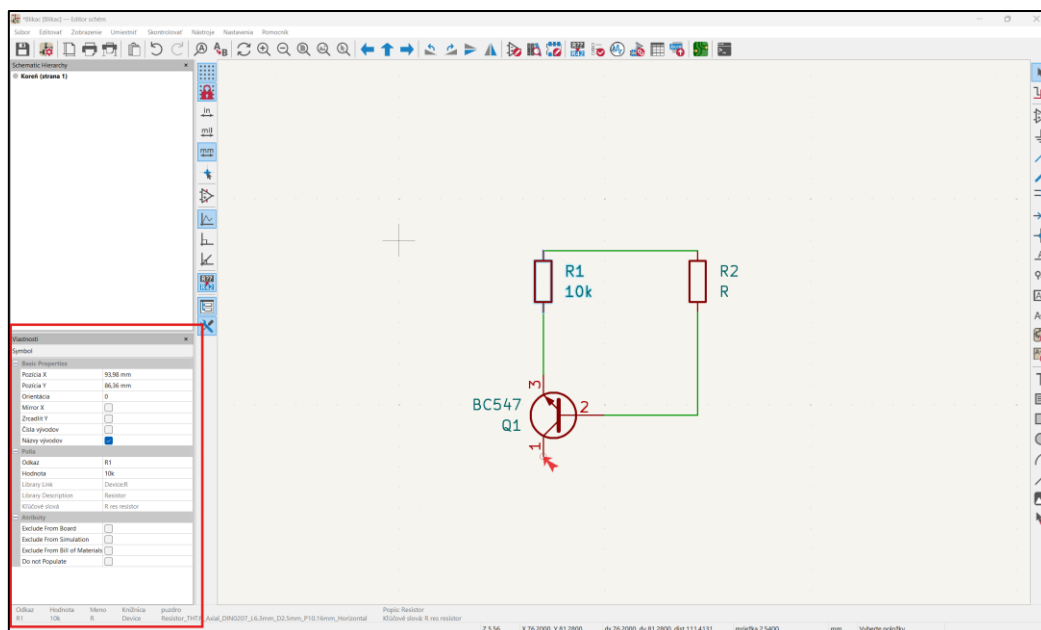 *Blikac [Blikac] — Editor schém
Súbor Editovať Zobrazenie Umiestniť Skontrolovať Nástroje Nastavenia Pomocník
Schematic Hierarchy
Koreň (strana 1)
in
mil
mm
R1
10k
R2
R
3
BC547
Q1
2
1
Vlastnosti
Symbol
Basic Properties
Pozícia X 93,98 mm
Pozícia Y 86,36 mm
Orientácia 0
Mirror X
Zrcadlit Y
Čísla vývodov
Názvy vývodov
Polia
Odkaz R1
Hodnota 10k
Library Link Device:R
Library Description Resistor
Kľúčové slová R res resistor
Atribúty
Exclude From Board
Exclude From Simulation
Exclude From Bill of Materials
Do not Populate
Odkaz Hodnota Meno Knižnica puzdro Popis: Resistor
R1 10k R Device Resistor_THT:R_Axial_DIN0207_L6.3mm_D2.5mm_P10.16mm_Horizontal Kľúčové slová: R res resistor
Z 5.56 X 76.2000 Y 81.2800 dx 76.2000 dy 81.2800 dist 111.4131 mriežka 2.5400 mm Vyberte položku